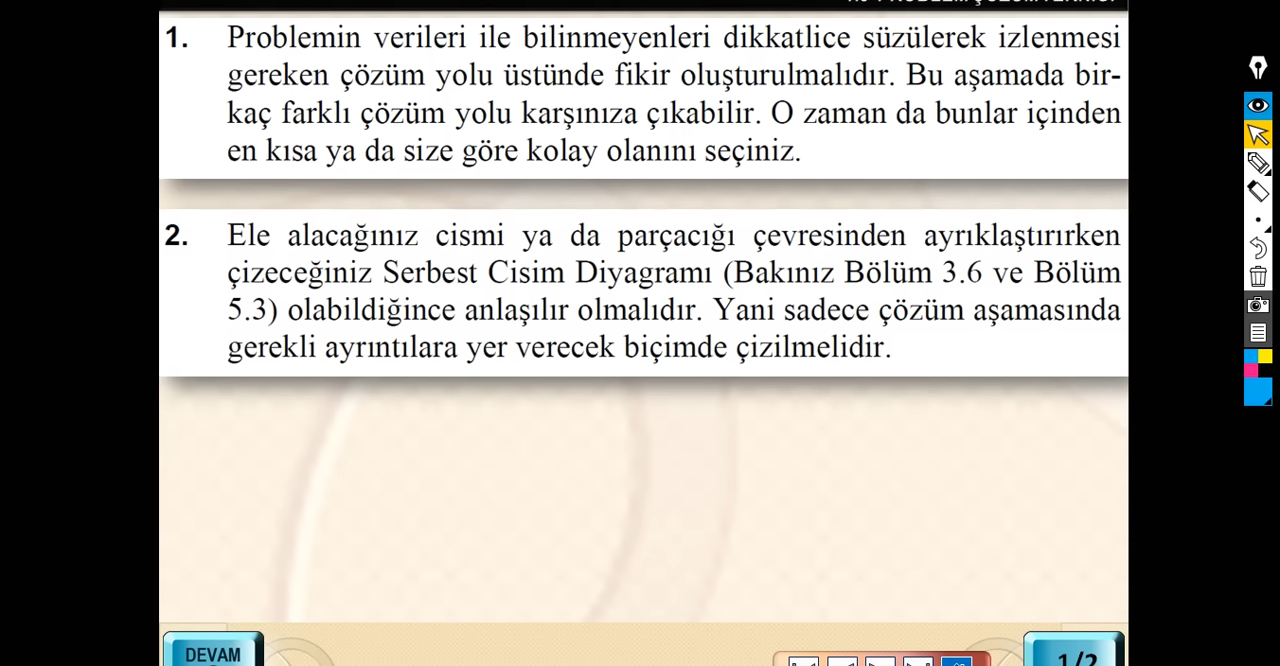 1. Problemin verileri ile bilinmeyenleri dikkatlice süzülerek izlenmesi
gereken çözüm yolu üstünde fikir oluşturulmalıdır. Bu aşamada bir-
kaç farklı çözüm yolu karşınıza çıkabilir. O zaman da bunlar içinden
en kısa ya da size göre kolay olanını seçiniz.
2. Ele alacağınız cismi ya da parçacığı çevresinden ayrıklaştırırken
çizeceğiniz Serbest Cisim Diyagramı (Bakınız Bölüm 3.6 ve Bölüm
5.3) olabildiğince anlaşılır olmalıdır. Yani sadece çözüm aşamasında
gerekli ayrıntılara yer verecek biçimde çizilmelidir.
DEVAM
1/2